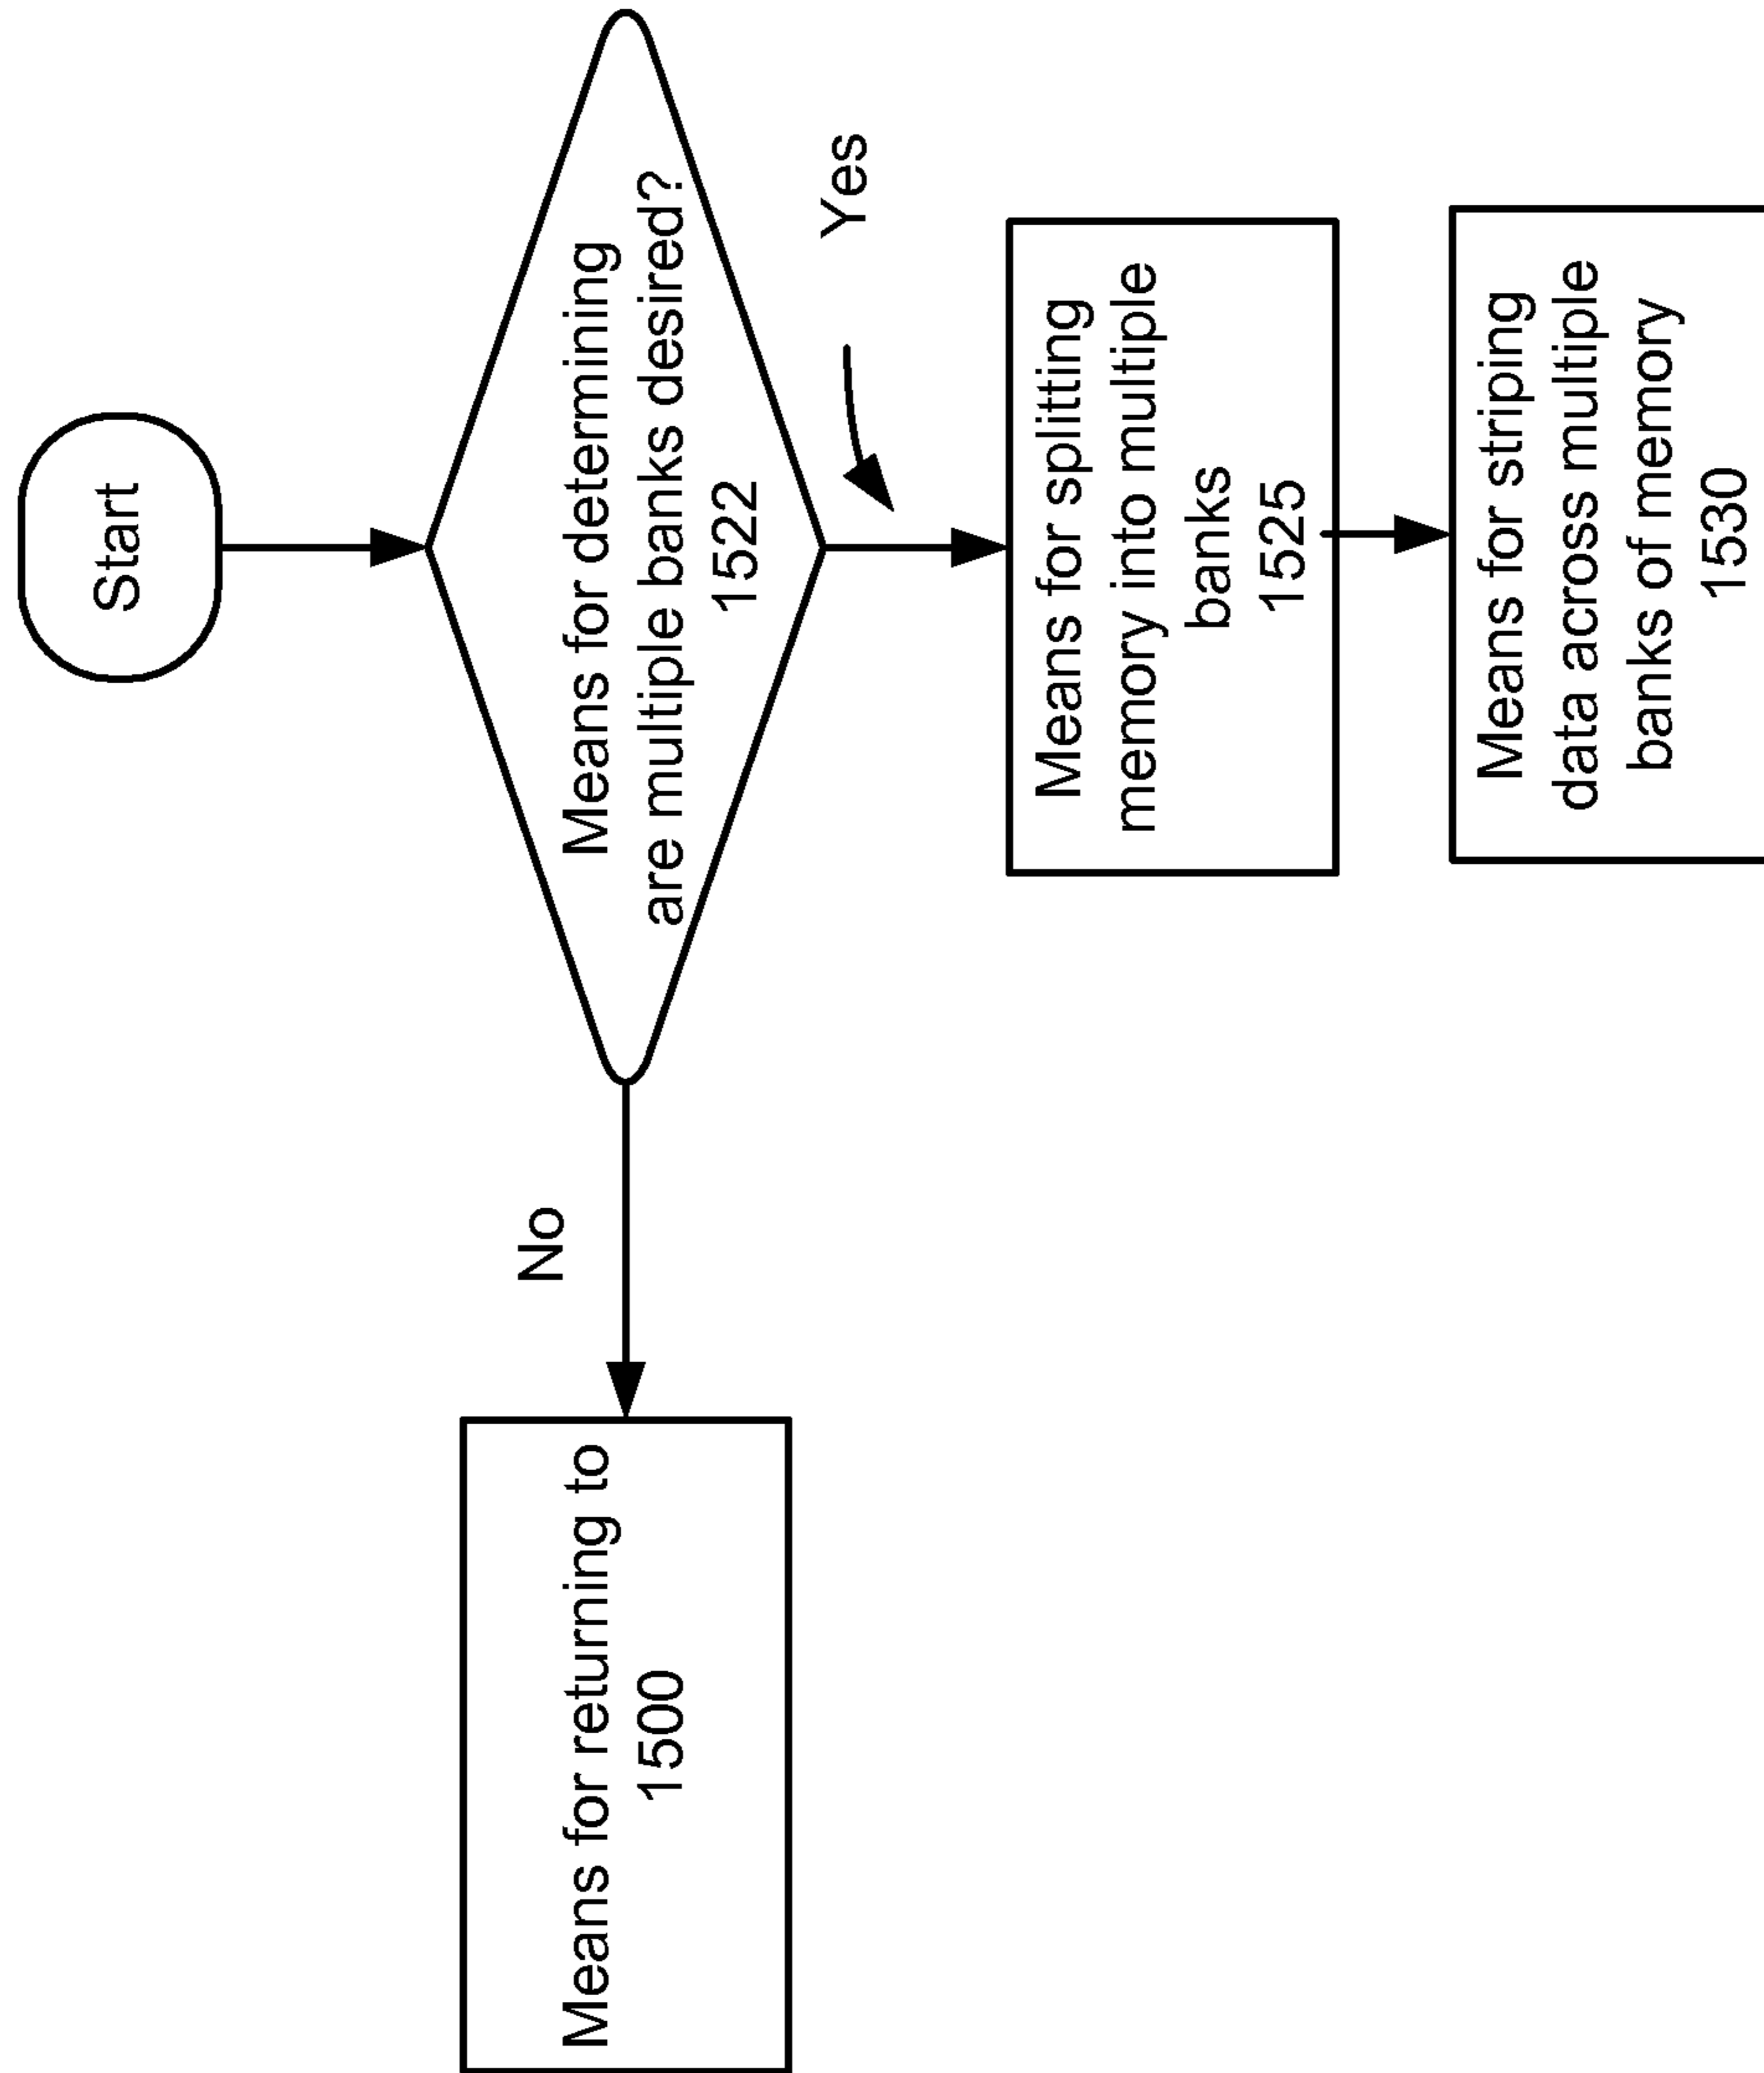 Start
Means for determining
are multiple banks desired?
1522
No
Yes
Means for returning to
1500
Means for splitting
memory into multiple
banks
1525
Means for striping
data across multiple
banks of memory
1530